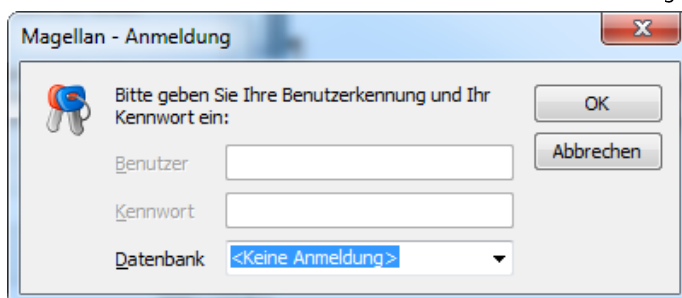 Magellan - Anmeldung
Bitte geben Sie Ihre Benutzerkennung und Ihr
Kennwort ein:
OK
Abbrechen
Benutzer
Kennwort
Datenbank <Keine Anmeldung>